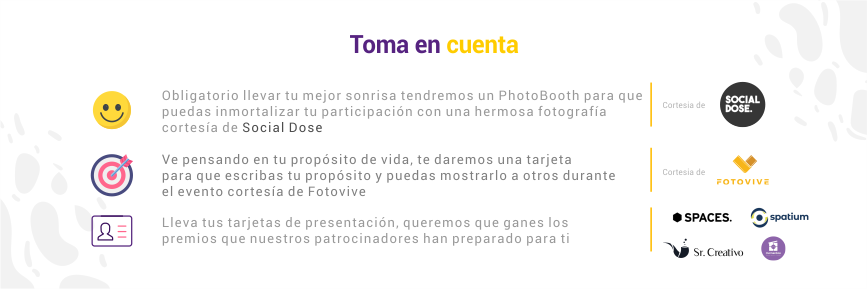 Toma en cuenta
Obligatorio llevar tu mejor sonrisa tendremos un PhotoBooth para que
puedas inmortalizar tu participación con una hermosa fotografía
cortesía de Social Dose
Cortesia de
SOCIAL
DOSE.
Ve pensando en tu propósito de vida, te daremos una tarjeta
para que escribas tu propósito y puedas mostrarlo a otros durante
el evento cortesía de Fotovive
Cortesia de
FOTOVIVE
Lleva tus tarjetas de presentación, queremos que ganes los
premios que nuestros patrocinadores han preparado para ti
SPACES.
spatium
Sr. Creativo